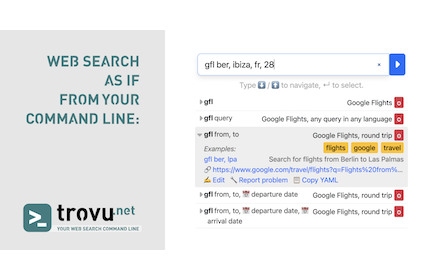 WEB SEARCH
AS IF
FROM YOUR
COMMAND LINE:
trovu.net
YOUR WEB SEARCH COMMAND LINE
gfl ber, ibiza, fr, 28
×
Type ⬇️/⬆️ to navigate, ↵ to select.
gfl Google Flights o
gfl query Google Flights, any query in any language o
gfl from, to Google Flights, round trip o
Examples: flights google travel
gfl ber, lpa Search for flights from Berlin to Las Palmas
https://www.google.com/travel/flights?q=Flights%20from%...
Edit Report problem Copy YAML
gfl from, to, departure date Google Flights, round trip o
gfl from, to, departure date, Google Flights, round trip o
arrival date